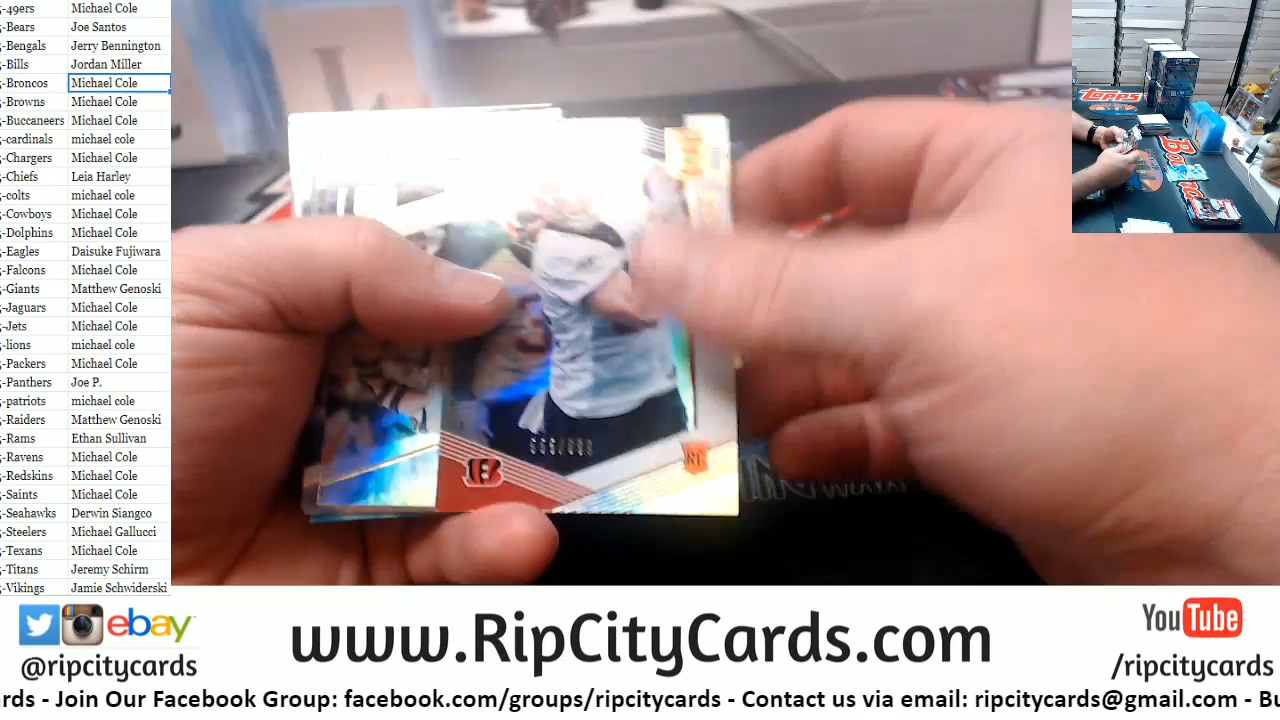 -49ers Michael Cole
-Bears Joe Santos
-Bengals Jerry Bennington
-Bills Jordan Miller
-Broncos Michael Cole
-Browns Michael Cole
-Buccaneers Michael Cole
-cardinals michael cole
-Chargers Michael Cole
-Chiefs Leia Harley
-colts michael cole
-Cowboys Michael Cole
-Dolphins Michael Cole
-Eagles Daisuke Fujiwara
-Falcons Michael Cole
-Giants Matthew Genoski
-Jaguars Michael Cole
-Jets Michael Cole
-lions michael cole
-Packers Michael Cole
-Panthers Joe P.
-patriots michael cole
-Raiders Matthew Genoski
-Rams Ethan Sullivan
-Ravens Michael Cole
-Redskins Michael Cole
-Saints Michael Cole
-Seahawks Derwin Siangco
-Steelers Michael Gallucci
-Texans Michael Cole
-Titans Jeremy Schirm
-Vikings Jamie Schwiderski
Topps
RC
ebay
@ripcitycards
www.RipCityCards.com
YouTube
/ripcitycards
ards - Join Our Facebook Group: facebook.com/groups/ripcitycards - Contact us via email: ripcitycards@gmail.com - Bu